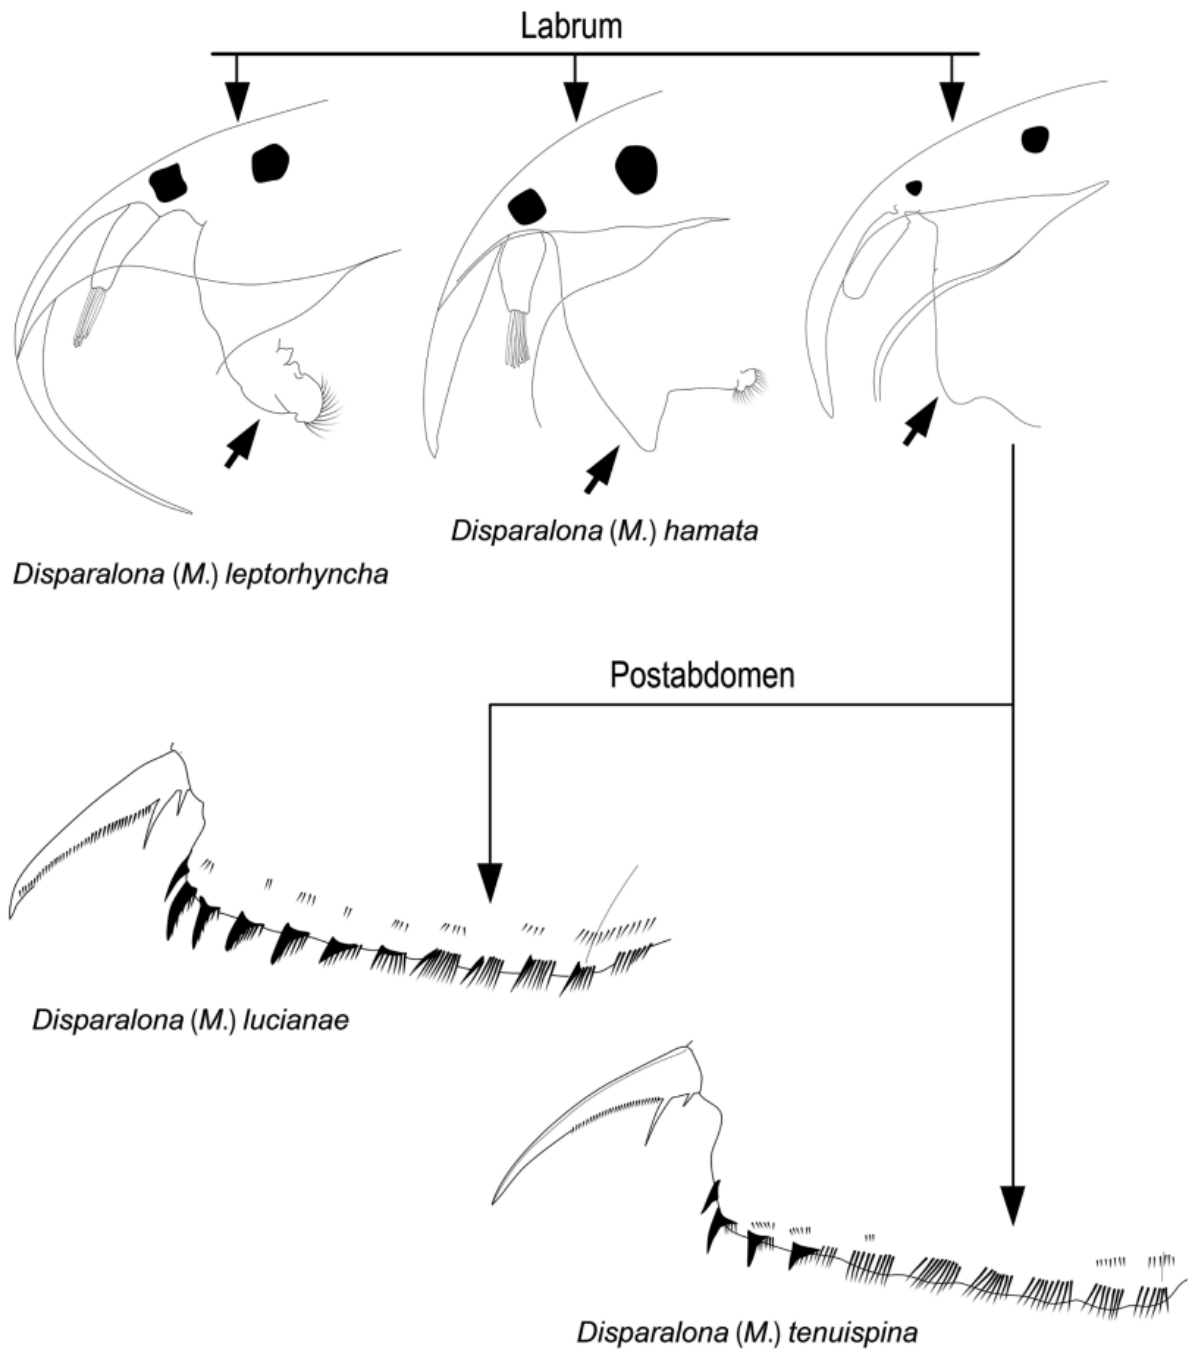 Labrum
Disparalona (M.) hamata
Disparalona (M.) leptorhyncha
Postabdomen
Disparalona (M.) lucianae
Disparalona (M.) tenuispina